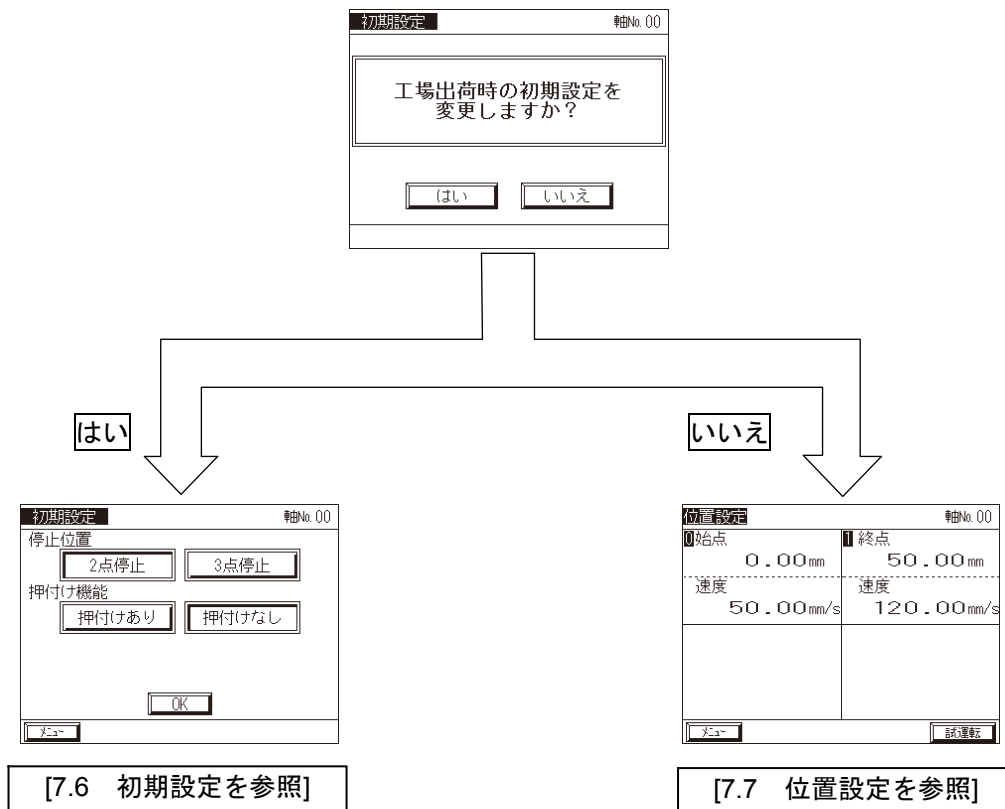 初期設定 軸No. 00
工場出荷時の初期設定を
変更しますか？
はい いいえ
はい
いいえ
初期設定 軸No. 00
停止位置
2点停止 3点停止
押付け機能
押付けあり 押付けなし
OK
ﾒﾆｭｰ
[7.6 初期設定を参照]
位置設定 軸No. 00
0始点 1 終点
0.00mm 50.00mm
速度 速度
50.00mm/s 120.00mm/s
ﾒﾆｭｰ 試運転
[7.7 位置設定を参照]